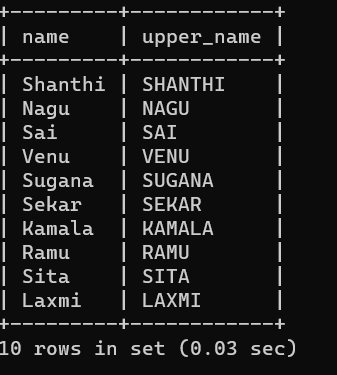 +---------+------------+
| name    | upper_name |
+---------+------------+
| Shanthi | SHANTHI    |
| Nagu    | NAGU       |
| Sai     | SAI        |
| Venu    | VENU       |
| Sugana  | SUGANA     |
| Sekar   | SEKAR      |
| Kamala  | KAMALA     |
| Ramu    | RAMU       |
| Sita    | SITA       |
| Laxmi   | LAXMI      |
+---------+------------+
10 rows in set (0.03 sec)